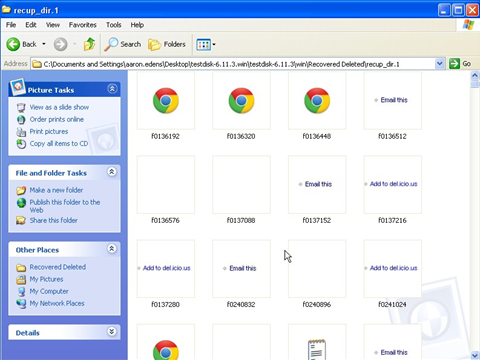 recup_dir.1
File Edit View Favorites Tools Help
Back Search Folders
Address C:\Documents and Settings\aaron.edens\Desktop\testdisk-6.11.3.win\testdisk-6.11.3\win\Recovered Deleted\recup_dir.1 Go
Picture Tasks
View as a slide show
Order prints online
Print pictures
Copy all items to CD
File and Folder Tasks
Make a new folder
Publish this folder to the
Web
Share this folder
Other Places
Recovered Deleted
My Pictures
My Computer
My Network Places
Details
Email this
f0136192 f0136320 f0136448 f0136512
Email this Add to del.icio.us
f0136576 f0137088 f0137152 f0137216
Add to del.icio.us Email this Add to del.icio.us
f0137280 f0240832 f0240896 f0241024
Email this